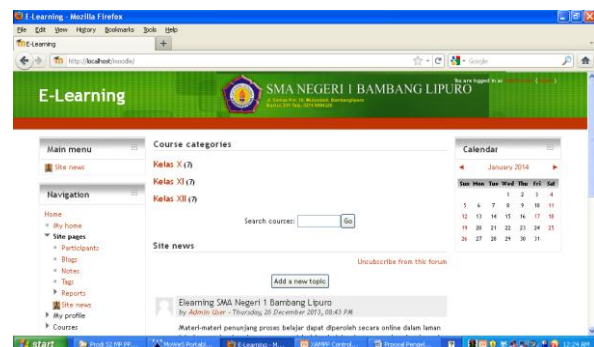 E-Learning - Mozilla Firefox
File Edit View History Bookmarks Tools Help
E-Learning
http://localhost/moodle/
Google
E-Learning
SMA NEGERI 1 BAMBANG LIPURO
You are logged in as
Main menu
Site news
Navigation
Home
My home
Site pages
Participants
Blogs
Notes
Tags
Reports
Site news
My profile
Courses
Course categories
Kelas X (7)
Kelas XI (7)
Kelas XII (7)
Search courses:
Go
Site news
Unsubscribe from this forum
Add a new topic
Elearning SMA Negeri 1 Bambang Lipuro
by Admin User - Thursday, 26 December 2013, 08:43 PM
Materi-materi penunjang proses belajar dapat diperoleh secara online dalam laman
Calendar
January 2014
Sun Mon Tue Wed Thu Fri Sat
1 2 3 4
5 6 7 8 9 10 11
12 13 14 15 16 17 18
19 20 21 22 23 24 25
26 27 28 29 30 31
start
E-Learning - M...
XAMPP Control...
12:24 AM